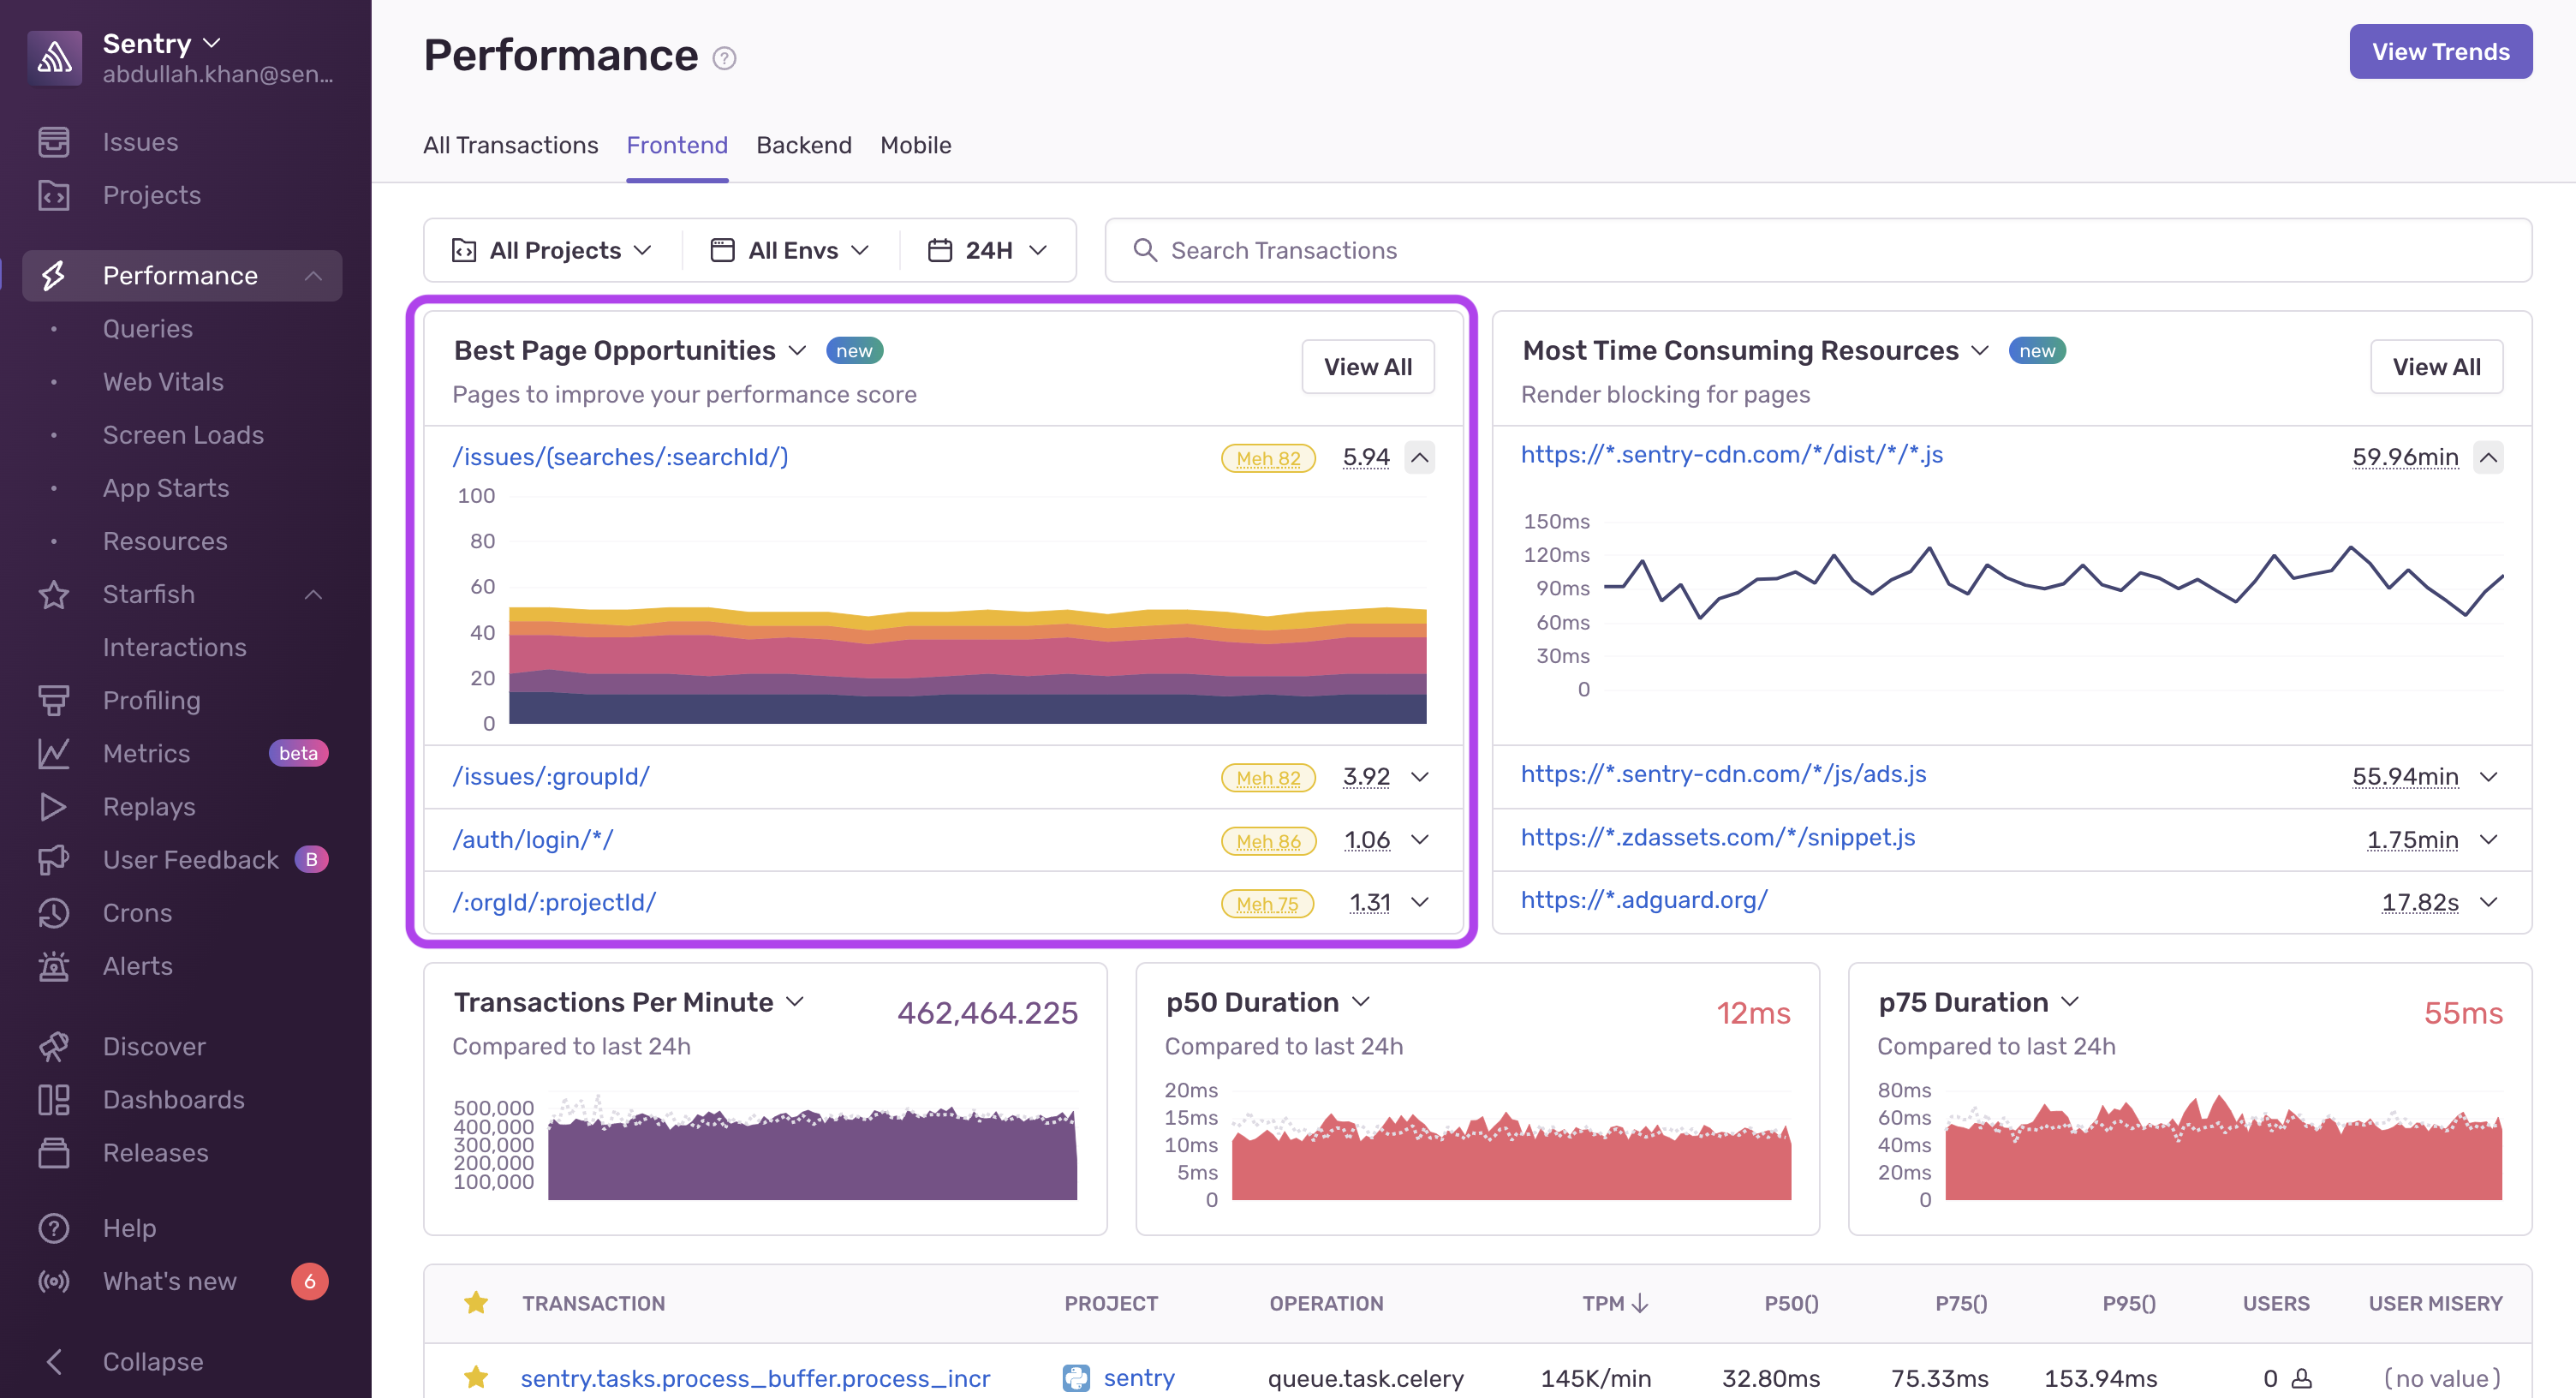 Sentry
abdullah.khan@sen...
Issues
Projects
Performance
Queries
Web Vitals
Screen Loads
App Starts
Resources
Starfish
Interactions
Profiling
Metrics beta
Replays
User Feedback B
Crons
Alerts
Discover
Dashboards
Releases
Help
What's new 6
Collapse
Performance ?
View Trends
All Transactions Frontend Backend Mobile
All Projects All Envs 24H Search Transactions
Best Page Opportunities new
Pages to improve your performance score
View All
/issues/(searches/:searchId/) Meh 82 5.94
100
80
60
40
20
0
/issues/:groupId/ Meh 82 3.92
/auth/login/*/ Meh 86 1.06
/:orgId/:projectId/ Meh 75 1.31
Most Time Consuming Resources new
Render blocking for pages
View All
https://*.sentry-cdn.com/*/dist/*/*.js 59.96min
150ms
120ms
90ms
60ms
30ms
0
https://*.sentry-cdn.com/*/js/ads.js 55.94min
https://*.zdassets.com/*/snippet.js 1.75min
https://*.adguard.org/ 17.82s
Transactions Per Minute 462,464.225
Compared to last 24h
500,000
400,000
300,000
200,000
100,000
p50 Duration 12ms
Compared to last 24h
20ms
15ms
10ms
5ms
0
p75 Duration 55ms
Compared to last 24h
80ms
60ms
40ms
20ms
0
TRANSACTION PROJECT OPERATION TPM P50() P75() P95() USERS USER MISERY
sentry.tasks.process_buffer.process_incr sentry queue.task.celery 145K/min 32.80ms 75.33ms 153.94ms 0 (no value)